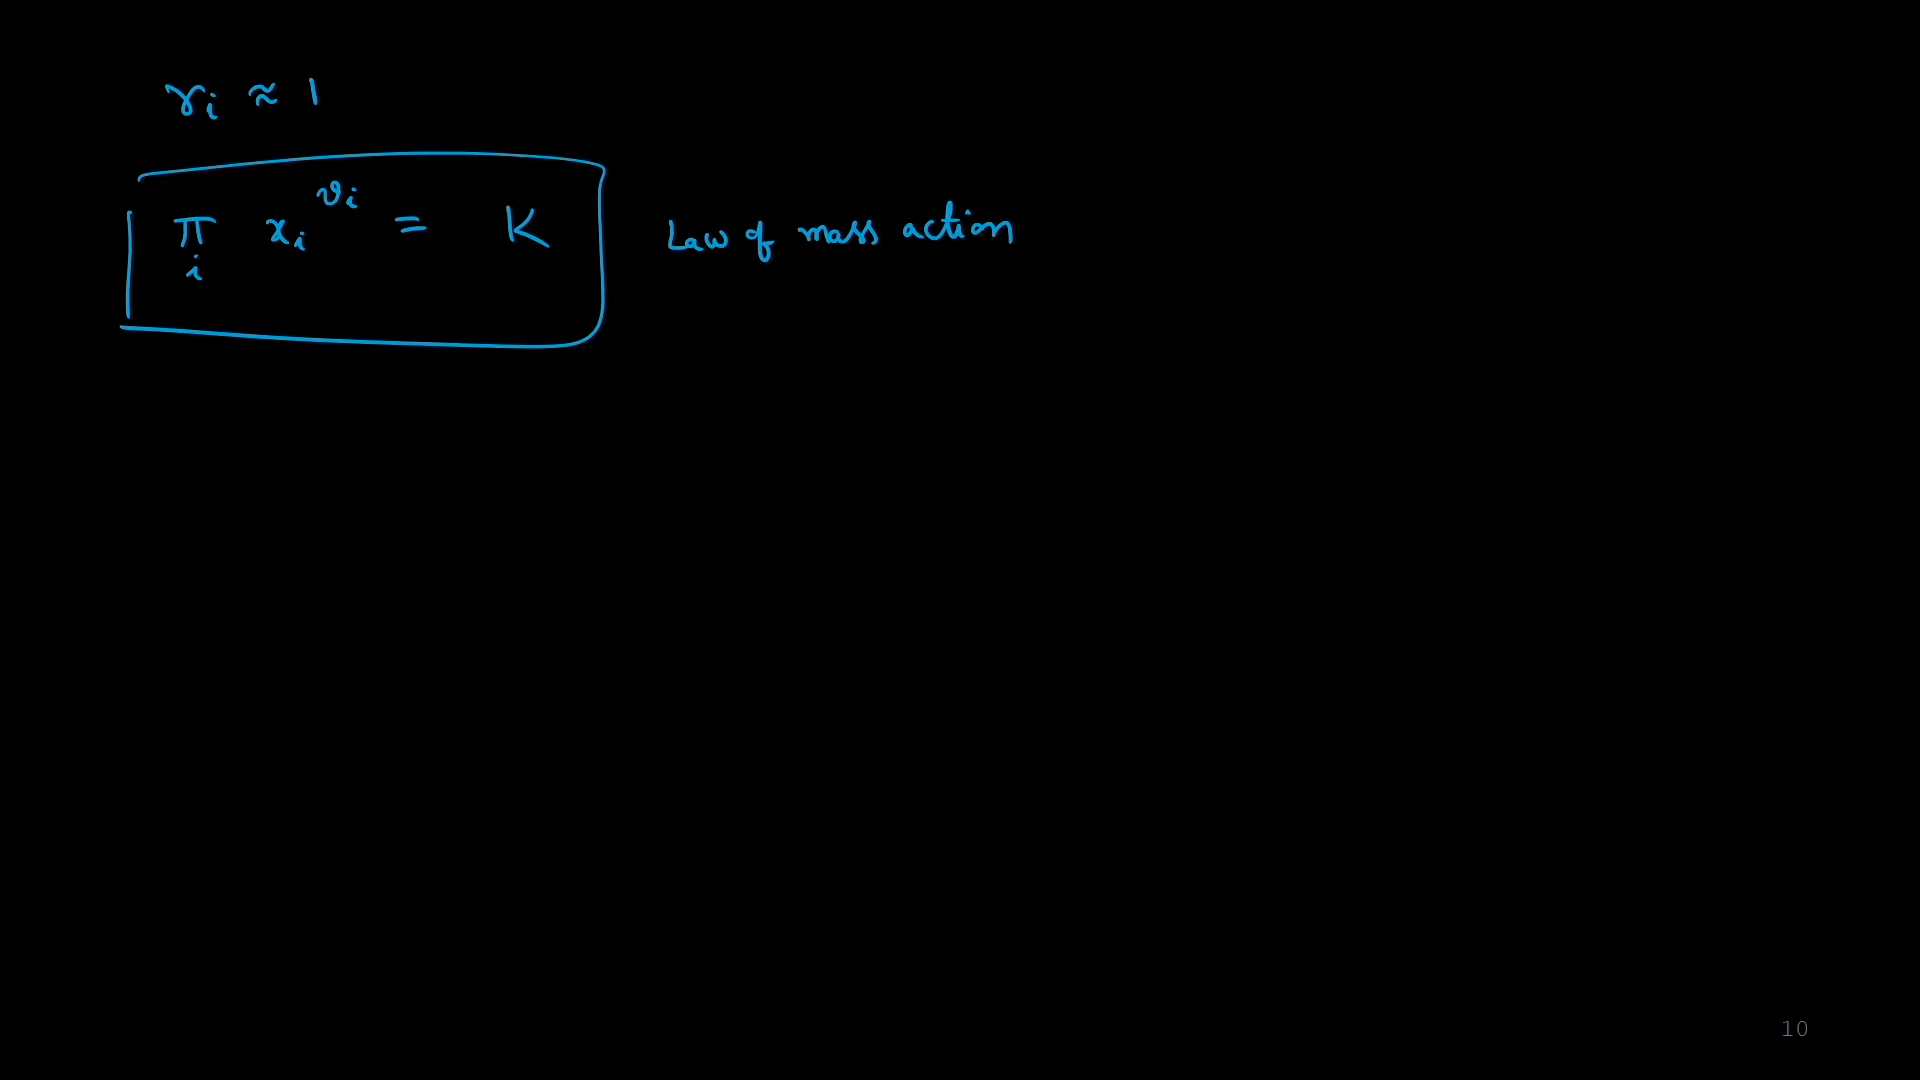 γᵢ ≈ 1
∏ᵢ xᵢ^νᵢ = K Law of mass action
10